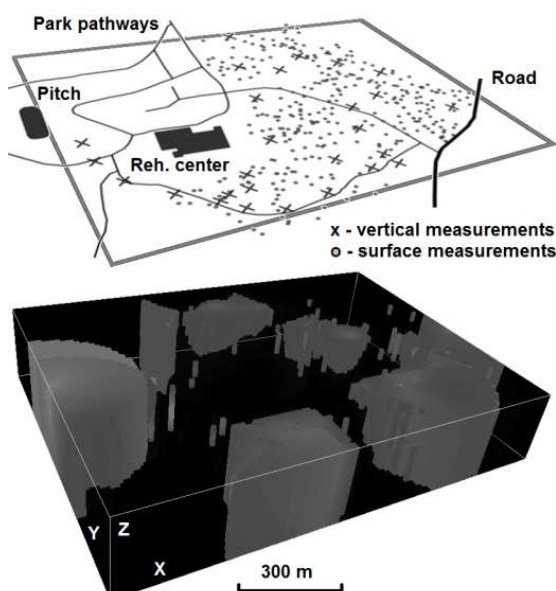 Park pathways
Pitch
Road
Reh. center
x - vertical measurements
o - surface measurements
Y
Z
X
300 m